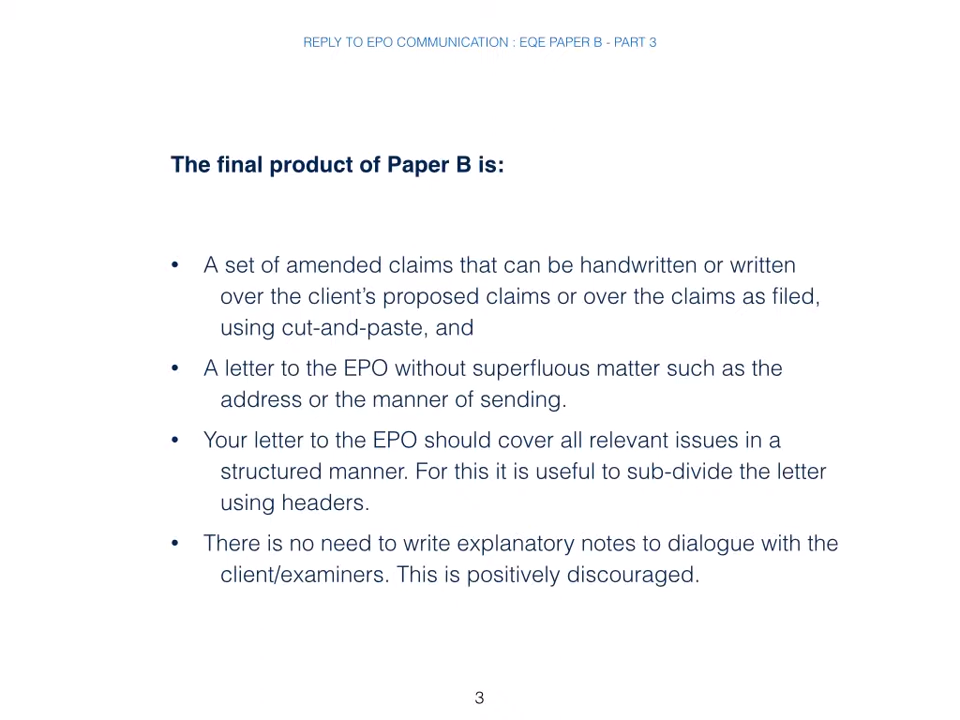 REPLY TO EPO COMMUNICATION : EQE PAPER B - PART 3
The final product of Paper B is:
• A set of amended claims that can be handwritten or written
over the client’s proposed claims or over the claims as filed,
using cut-and-paste, and
• A letter to the EPO without superfluous matter such as the
address or the manner of sending.
• Your letter to the EPO should cover all relevant issues in a
structured manner. For this it is useful to sub-divide the letter
using headers.
• There is no need to write explanatory notes to dialogue with the
client/examiners. This is positively discouraged.
3